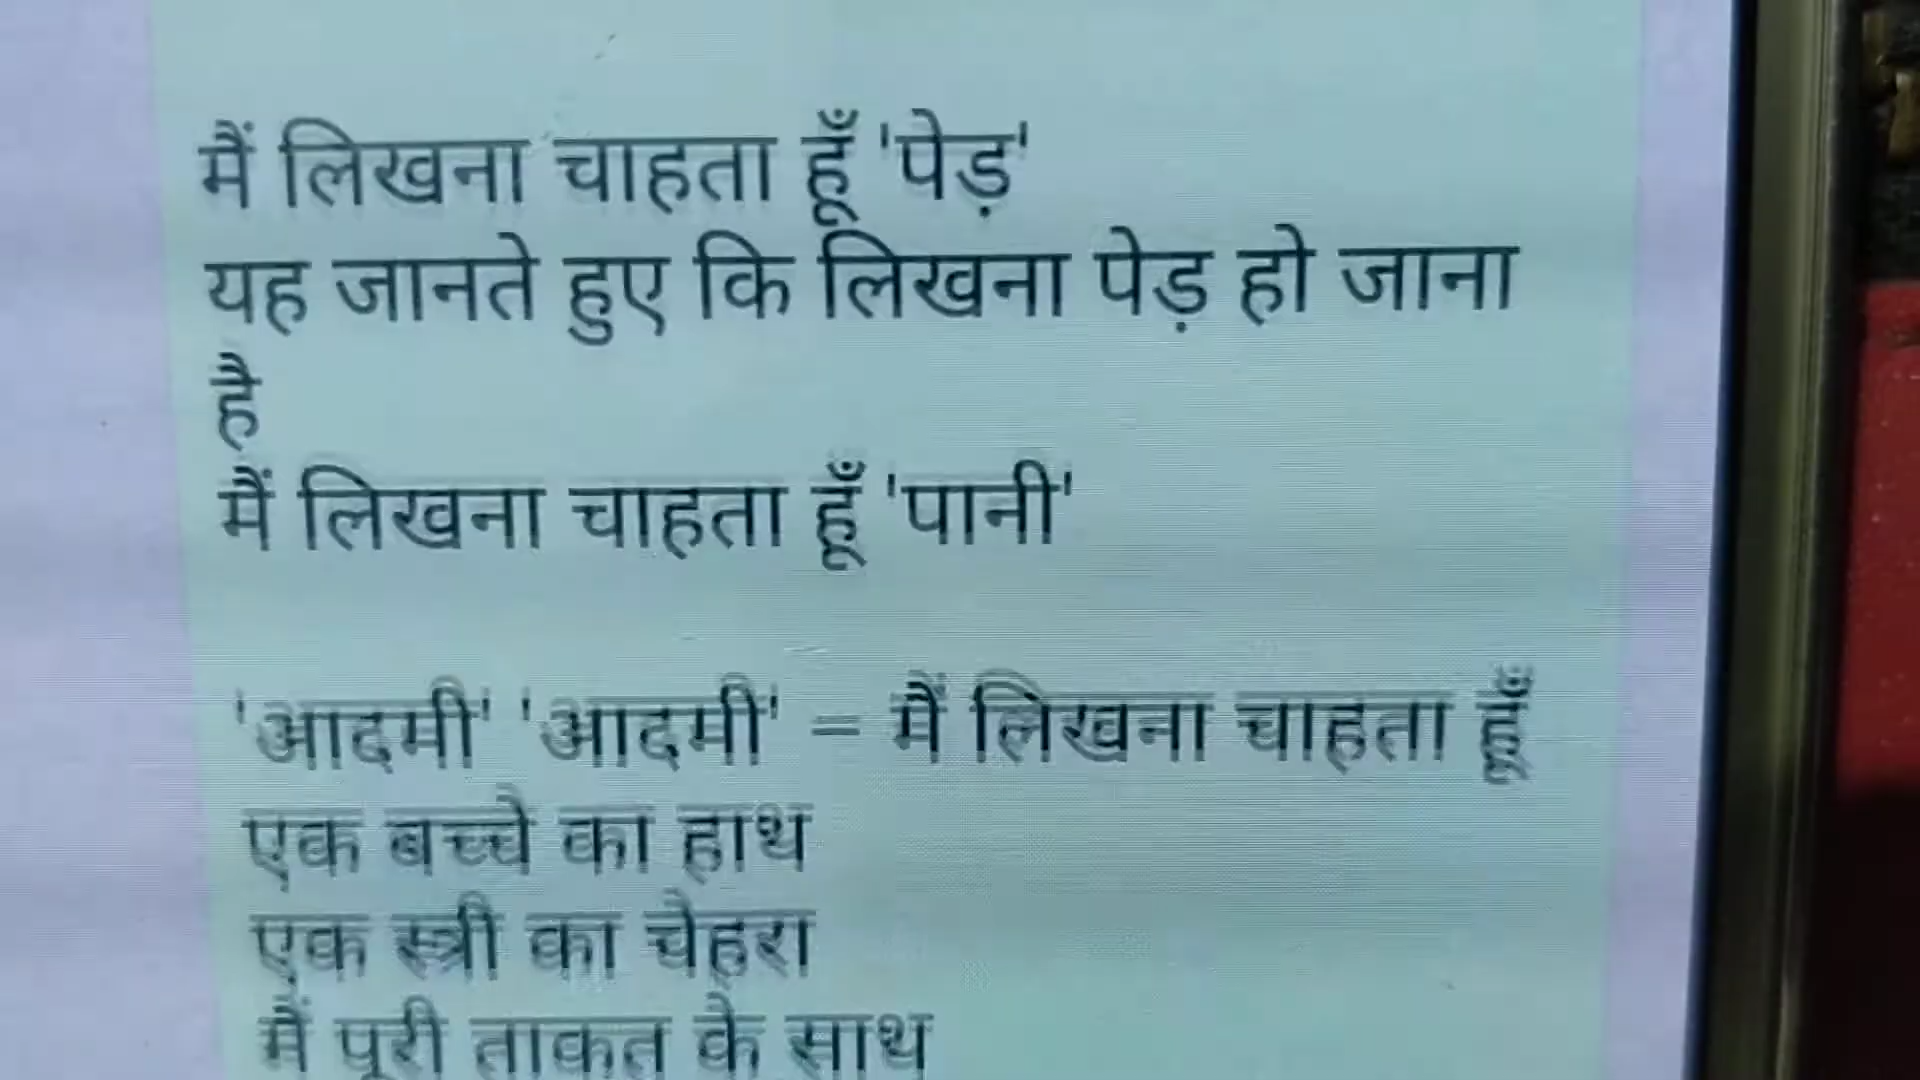 मैं लिखना चाहता हूँ 'पेड़'
यह जानते हुए कि लिखना पेड़ हो जाना
है
मैं लिखना चाहता हूँ 'पानी'
'आदमी' 'आदमी' – मैं लिखना चाहता हूँ
एक बच्चे का हाथ
एक स्त्री का चेहरा
मैं पूरी ताकत के साथ